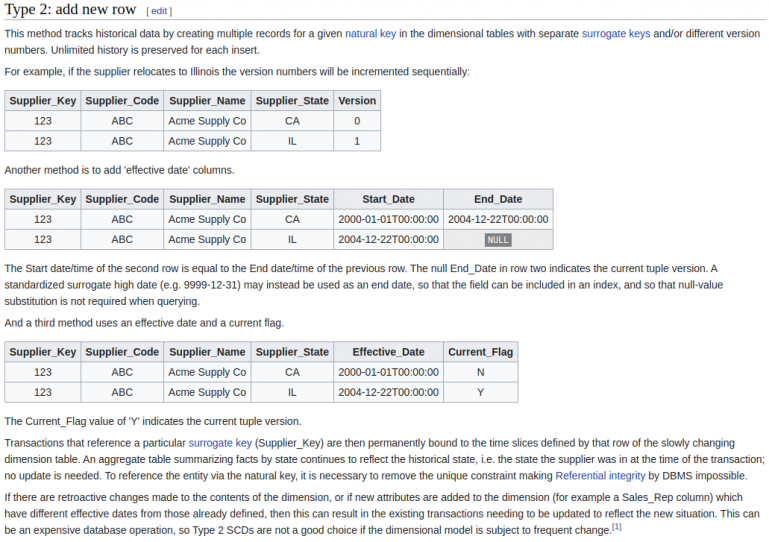 Type 2: add new row [ edit ]
This method tracks historical data by creating multiple records for a given natural key in the dimensional tables with separate surrogate keys and/or different version
numbers. Unlimited history is preserved for each insert.
For example, if the supplier relocates to Illinois the version numbers will be incremented sequentially:
Supplier_Key Supplier_Code Supplier_Name Supplier_State Version
123 ABC Acme Supply Co CA 0
123 ABC Acme Supply Co IL 1
Another method is to add 'effective date' columns.
Supplier_Key Supplier_Code Supplier_Name Supplier_State Start_Date End_Date
123 ABC Acme Supply Co CA 2000-01-01T00:00:00 2004-12-22T00:00:00
123 ABC Acme Supply Co IL 2004-12-22T00:00:00 NULL
The Start date/time of the second row is equal to the End date/time of the previous row. The null End_Date in row two indicates the current tuple version. A
standardized surrogate high date (e.g. 9999-12-31) may instead be used as an end date, so that the field can be included in an index, and so that null-value
substitution is not required when querying.
And a third method uses an effective date and a current flag.
Supplier_Key Supplier_Code Supplier_Name Supplier_State Effective_Date Current_Flag
123 ABC Acme Supply Co CA 2000-01-01T00:00:00 N
123 ABC Acme Supply Co IL 2004-12-22T00:00:00 Y
The Current_Flag value of 'Y' indicates the current tuple version.
Transactions that reference a particular surrogate key (Supplier_Key) are then permanently bound to the time slices defined by that row of the slowly changing
dimension table. An aggregate table summarizing facts by state continues to reflect the historical state, i.e. the state the supplier was in at the time of the transaction;
no update is needed. To reference the entity via the natural key, it is necessary to remove the unique constraint making Referential integrity by DBMS impossible.
If there are retroactive changes made to the contents of the dimension, or if new attributes are added to the dimension (for example a Sales_Rep column) which
have different effective dates from those already defined, then this can result in the existing transactions needing to be updated to reflect the new situation. This can
be an expensive database operation, so Type 2 SCDs are not a good choice if the dimensional model is subject to frequent change.[1]